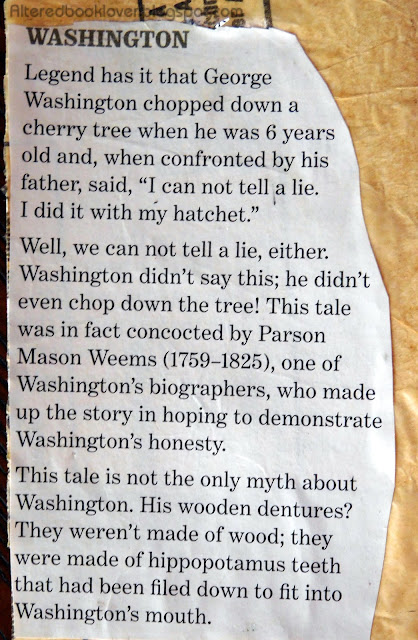 Alteredbooklover.blogspot.com
WASHINGTON
Legend has it that George
Washington chopped down a
cherry tree when he was 6 years
old and, when confronted by his
father, said, “I can not tell a lie.
I did it with my hatchet.”
Well, we can not tell a lie, either.
Washington didn’t say this; he didn’t
even chop down the tree! This tale
was in fact concocted by Parson
Mason Weems (1759–1825), one of
Washington’s biographers, who made
up the story in hoping to demonstrate
Washington’s honesty.
This tale is not the only myth about
Washington. His wooden dentures?
They weren’t made of wood; they
were made of hippopotamus teeth
that had been filed down to fit into
Washington’s mouth.